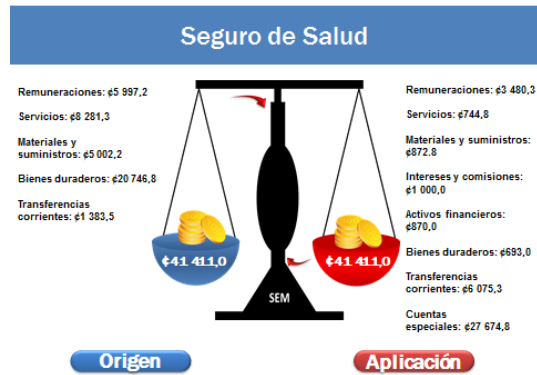 Seguro de Salud
Remuneraciones: ¢5 997,2
Servicios: ¢8 281,3
Materiales y
suministros: ¢5 002,2
Bienes duraderos: ¢20 746,8
Transferencias
corrientes: ¢1 383,5
Remuneraciones: ¢3 480,3
Servicios: ¢744,8
Materiales y suministros:
¢872.8
Intereses y comisiones:
¢1 000,0
Activos financieros:
¢870,0
Bienes duraderos: ¢693,0
Transferencias
corrientes: ¢6 075,3
Cuentas
especiales: ¢27 674,8
¢41 411,0
¢41 411,0
SEM
Origen
Aplicación